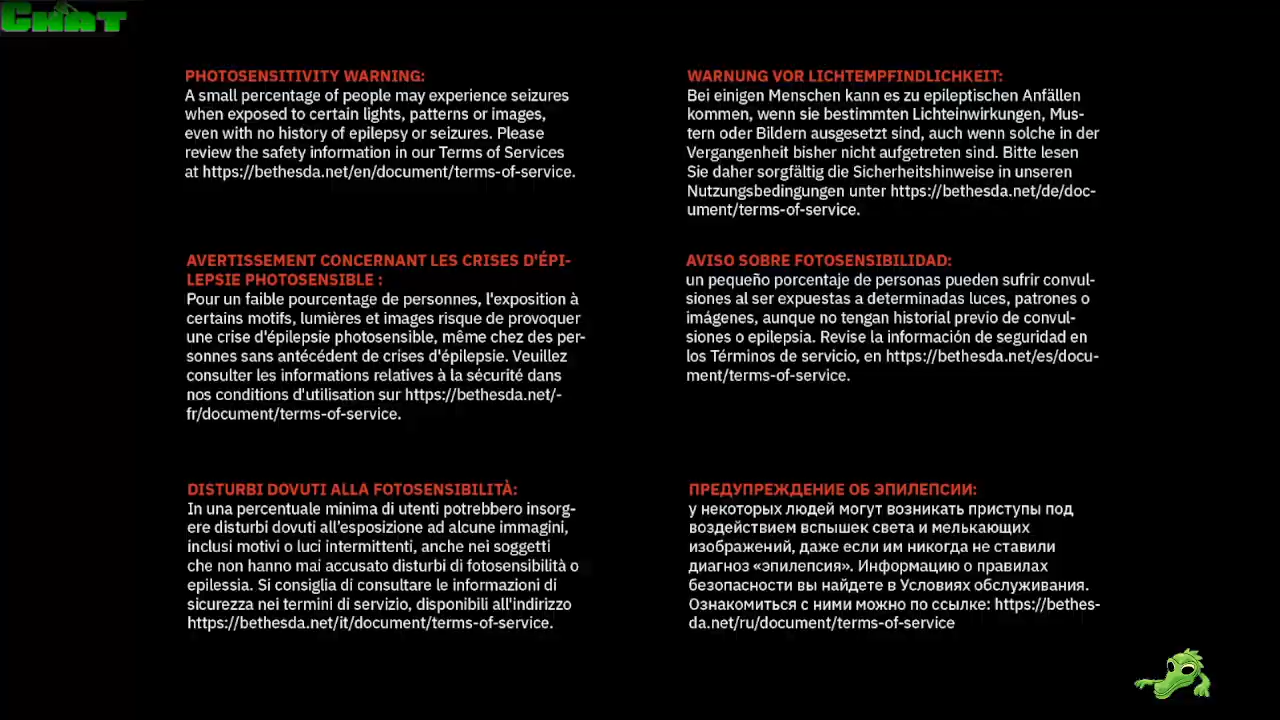 CHAT
PHOTOSENSITIVITY WARNING:
A small percentage of people may experience seizures
when exposed to certain lights, patterns or images,
even with no history of epilepsy or seizures. Please
review the safety information in our Terms of Services
at https://bethesda.net/en/document/terms-of-service.
WARNUNG VOR LICHTEMPFINDLICHKEIT:
Bei einigen Menschen kann es zu epileptischen Anfällen
kommen, wenn sie bestimmten Lichteinwirkungen, Mus-
tern oder Bildern ausgesetzt sind, auch wenn solche in der
Vergangenheit bisher nicht aufgetreten sind. Bitte lesen
Sie daher sorgfältig die Sicherheitshinweise in unseren
Nutzungsbedingungen unter https://bethesda.net/de/doc-
ument/terms-of-service.
AVERTISSEMENT CONCERNANT LES CRISES D'ÉPI-
LEPSIE PHOTOSENSIBLE :
Pour un faible pourcentage de personnes, l'exposition à
certains motifs, lumières et images risque de provoquer
une crise d'épilepsie photosensible, même chez des per-
sonnes sans antécédent de crises d'épilepsie. Veuillez
consulter les informations relatives à la sécurité dans
nos conditions d'utilisation sur https://bethesda.net/-
fr/document/terms-of-service.
AVISO SOBRE FOTOSENSIBILIDAD:
un pequeño porcentaje de personas pueden sufrir convul-
siones al ser expuestas a determinadas luces, patrones o
imágenes, aunque no tengan historial previo de convul-
siones o epilepsia. Revise la información de seguridad en
los Términos de servicio, en https://bethesda.net/es/docu-
ment/terms-of-service.
DISTURBI DOVUTI ALLA FOTOSENSIBILITÀ:
In una percentuale minima di utenti potrebbero insorg-
ere disturbi dovuti all'esposizione ad alcune immagini,
inclusi motivi o luci intermittenti, anche nei soggetti
che non hanno mai accusato disturbi di fotosensibilità o
epilessia. Si consiglia di consultare le informazioni di
sicurezza nei termini di servizio, disponibili all'indirizzo
https://bethesda.net/it/document/terms-of-service.
ПРЕДУПРЕЖДЕНИЕ ОБ ЭПИЛЕПСИИ:
у некоторых людей могут возникать приступы под
воздействием вспышек света и мелькающих
изображений, даже если им никогда не ставили
диагноз «эпилепсия». Информацию о правилах
безопасности вы найдете в Условиях обслуживания.
Ознакомиться с ними можно по ссылке: https://bethes-
da.net/ru/document/terms-of-service